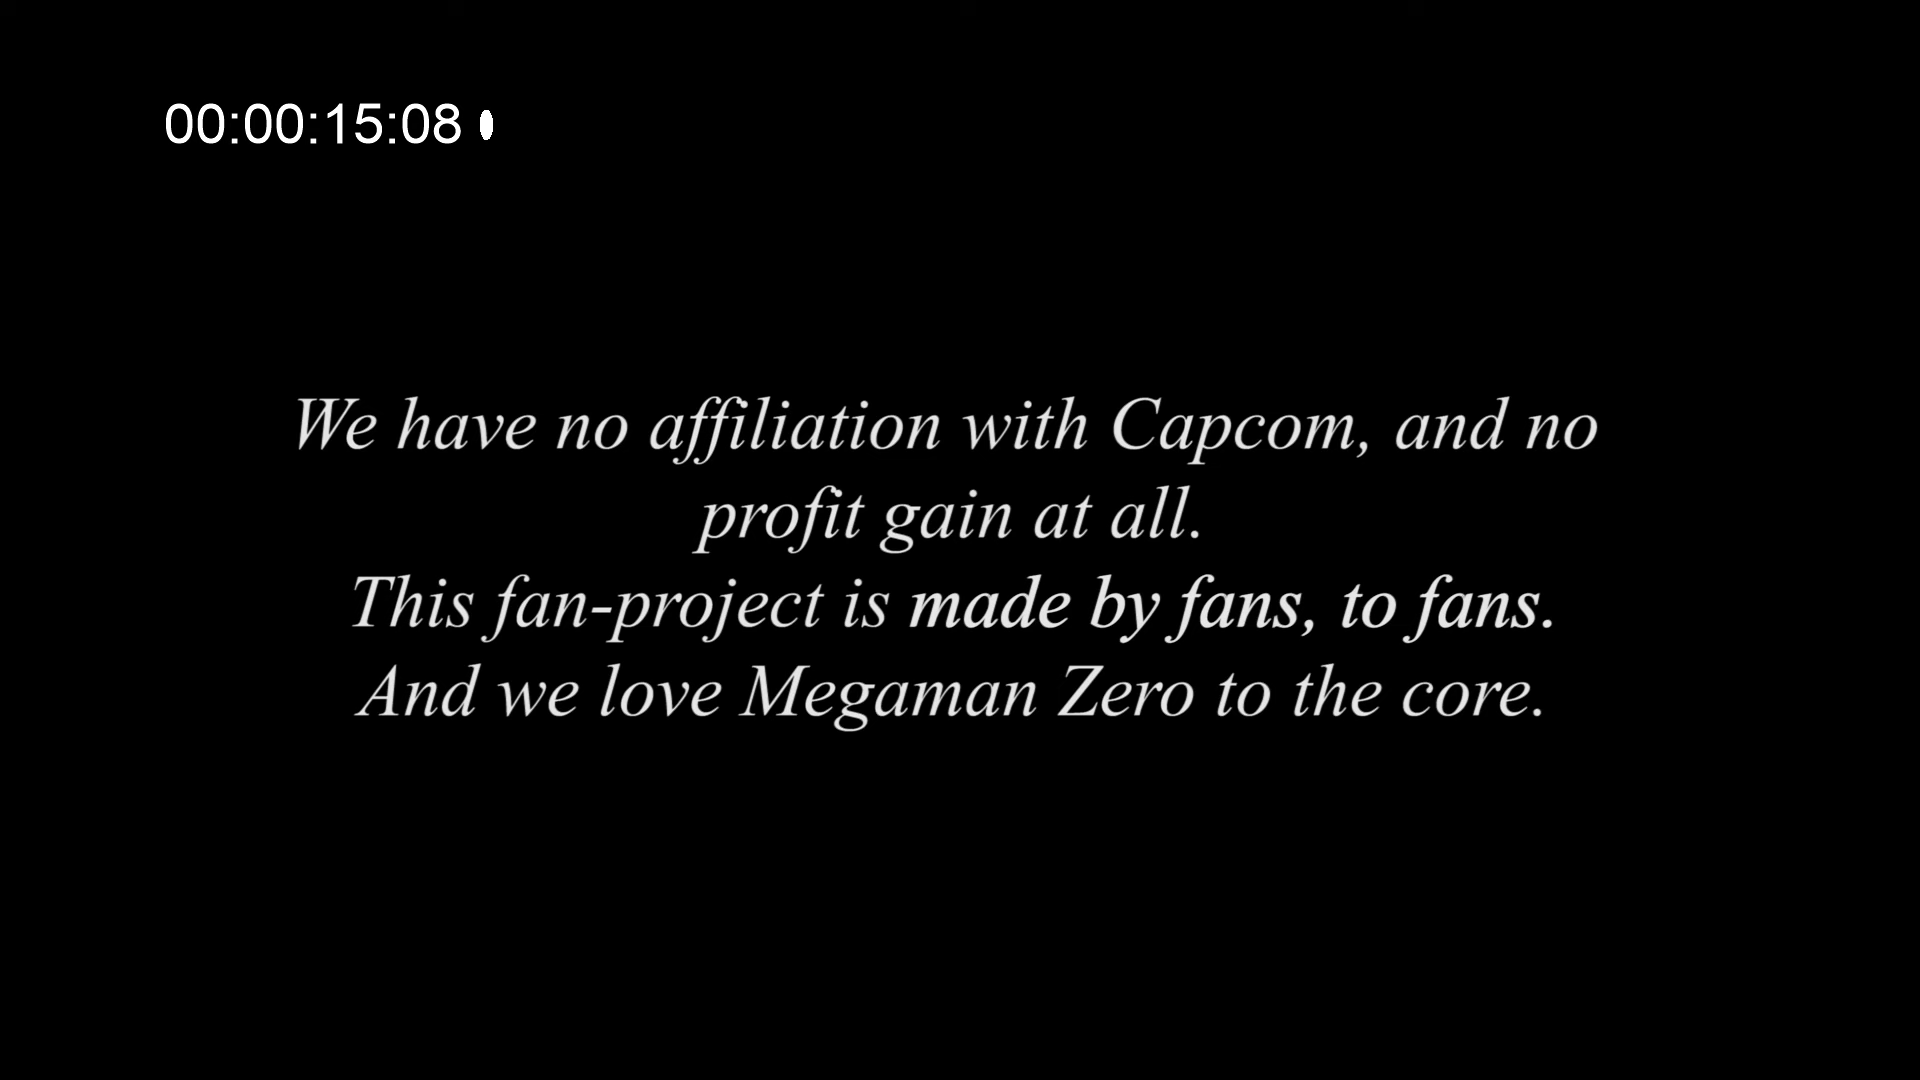 00:00:15:08
We have no affiliation with Capcom, and no
profit gain at all.
This fan-project is made by fans, to fans.
And we love Megaman Zero to the core.